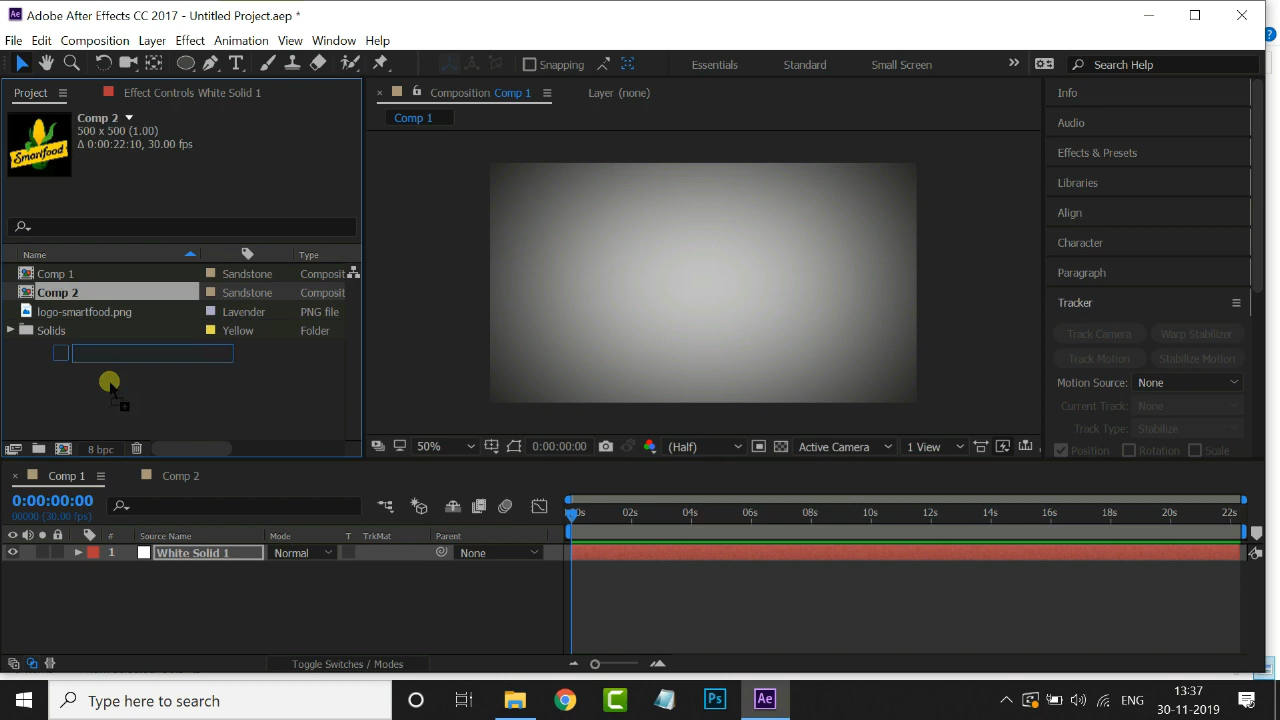 Adobe After Effects CC 2017 - Untitled Project.aep *
File Edit Composition Layer Effect Animation View Window Help
Snapping Essentials Standard Small Screen Search Help
Project Effect Controls White Solid 1
Composition Comp 1 Layer (none)
Info
Comp 2
500 x 500 (1.00)
Δ 0:00:22:10, 30.00 fps
Smartfood
Comp 1
Audio
Effects & Presets
Libraries
Align
Character
Paragraph
Tracker
Track Camera Warp Stabilizer
Track Motion Stabilize Motion
Motion Source: None
Current Track: None
Track Type: Stabilize
Position Rotation Scale
Name Type
Comp 1 Sandstone Composit
Comp 2 Sandstone Composit
logo-smartfood.png Lavender PNG file
Solids Yellow Folder
8 bpc
50% 0:00:00:00 (Half) Active Camera 1 View
Comp 1 Comp 2
0:00:00:00
00000 (30.00 fps)
00s 02s 04s 06s 08s 10s 12s 14s 16s 18s 20s 22s
# Source Name Mode T TrkMat Parent
1 White Solid 1 Normal None
Toggle Switches / Modes
Type here to search
Ps Ae
ENG
13:37
30-11-2019